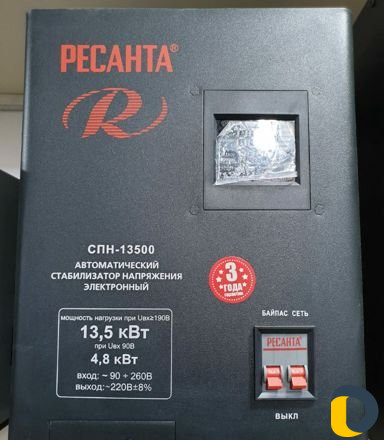 РЕСАНТА®
R
СПН-13500
АВТОМАТИЧЕСКИЙ
СТАБИЛИЗАТОР НАПРЯЖЕНИЯ
ЭЛЕКТРОННЫЙ
3
ГОДА
мощность нагрузки при Uвх≥190В
13,5 кВт
при Uвх 90В
4,8 кВт
вход: ~ 90 ÷ 260В
выход:~220В±8%
БАЙПАС СЕТЬ
РЕСАНТА
ВЫКЛ